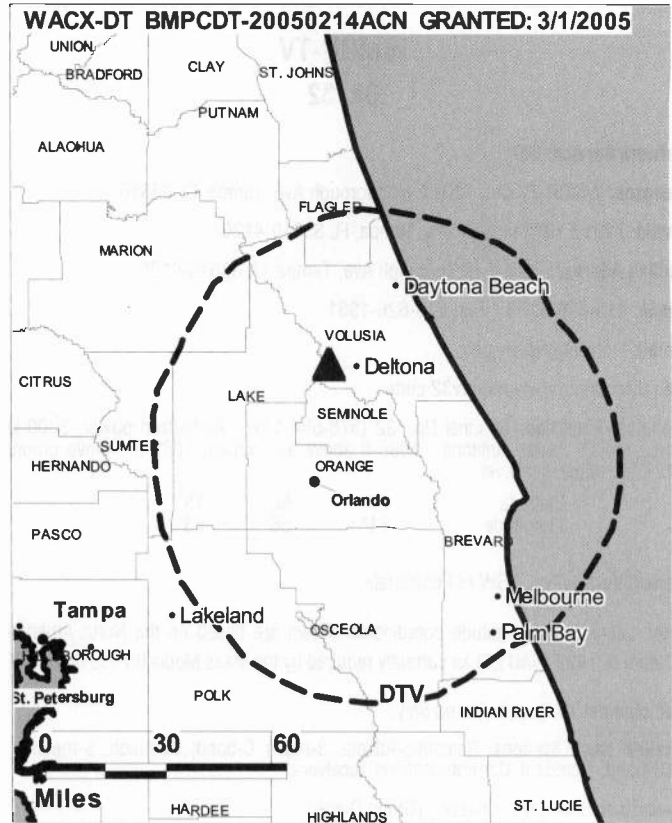 WACX-DT BMPCDT-20050214ACN GRANTED: 3/1/2005
UNION
BRADFORD
CLAY
ST. JOHNS
PUTNAM
ALAOHUA
FLAGLER
MARION
Daytona Beach
VOLUSIA
Deltona
CITRUS
LAKE
SEMINOLE
SUMTER
HERNANDO
ORANGE
Orlando
PASCO
BREVARD
Melbourne
Tampa
Lakeland
OSCEOLA
Palm Bay
BOROUGH
St. Petersburg
POLK
DTV
INDIAN RIVER
0 30 60
Miles
ST. LUCIE
HARDEE
HIGHLANDS